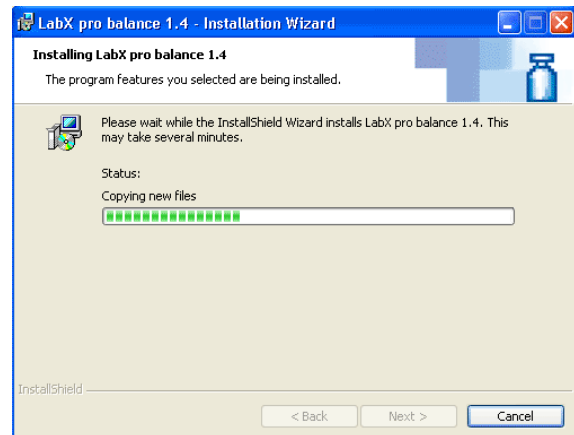 LabX pro balance 1.4 - Installation Wizard
Installing LabX pro balance 1.4
The program features you selected are being installed.
Please wait while the InstallShield Wizard installs LabX pro balance 1.4. This
may take several minutes.
Status:
Copying new files
InstallShield
< Back
Next >
Cancel